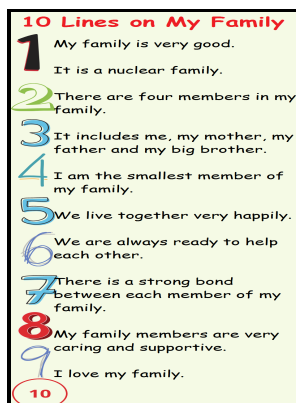 10 Lines on My Family
1 My family is very good.
It is a nuclear family.
2 There are four members in my
family.
3 It includes me, my mother, my
father and my big brother.
4 I am the smallest member of
my family.
5 We live together very happily.
6 We are always ready to help
each other.
7 There is a strong bond
between each member of my
family.
8 My family members are very
caring and supportive.
9 I love my family.
10